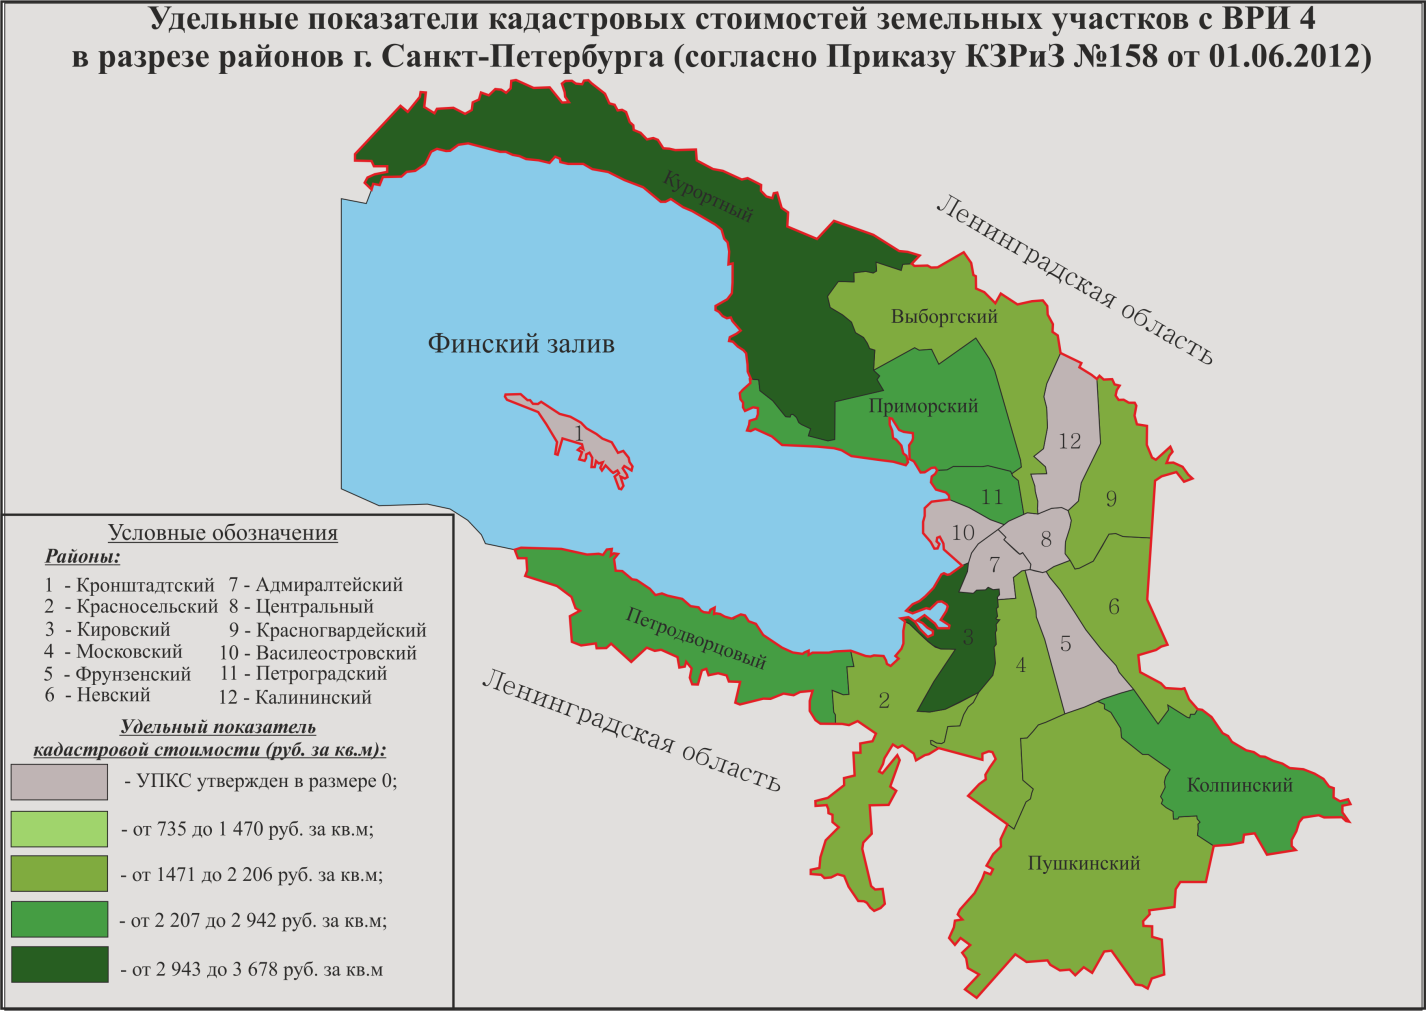 Удельные показатели кадастровых стоимостей земельных участков с ВРИ 4
в разрезе районов г. Санкт-Петербурга (согласно Приказу КЗРиЗ №158 от 01.06.2012)
Курортный
Ленинградская область
Выборгский
Финский залив
Приморский
1
12
11
9
10
8
7
6
Петродворцовый
3
5
4
2
Ленинградская область
Колпинский
Пушкинский
Условные обозначения
Районы:
1 - Кронштадтский 7 - Адмиралтейский
2 - Красносельский 8 - Центральный
3 - Кировский 9 - Красногвардейский
4 - Московский 10 - Василеостровский
5 - Фрунзенский 11 - Петроградский
6 - Невский 12 - Калининский
Удельный показатель
кадастровой стоимости (руб. за кв.м):
- УПКС утвержден в размере 0;
- от 735 до 1 470 руб. за кв.м;
- от 1471 до 2 206 руб. за кв.м;
- от 2 207 до 2 942 руб. за кв.м;
- от 2 943 до 3 678 руб. за кв.м